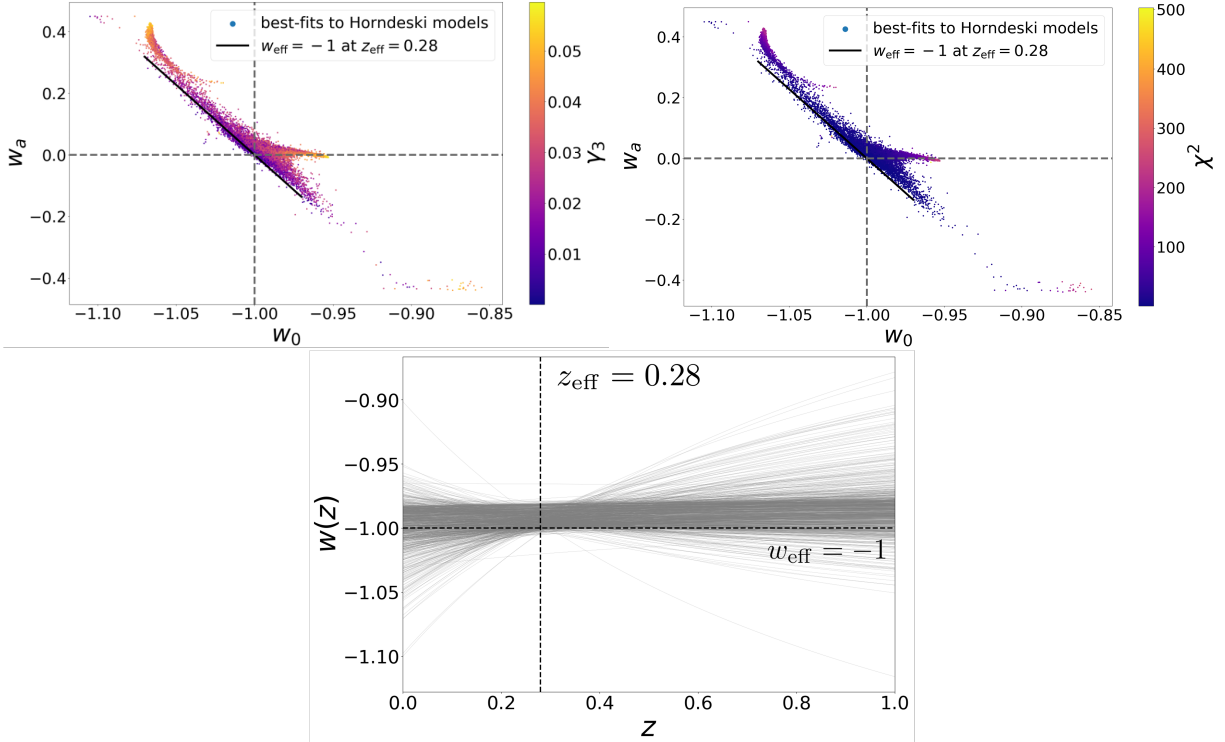 best-fits to Horndeski models
w_eff = −1 at z_eff = 0.28
0.4
0.2
0.0
−0.2
−0.4
w_a
−1.10 −1.05 −1.00 −0.95 −0.90 −0.85
w_0
0.05
0.04
0.03
0.02
0.01
γ_3
best-fits to Horndeski models
w_eff = −1 at z_eff = 0.28
0.4
0.2
0.0
−0.2
−0.4
w_a
−1.10 −1.05 −1.00 −0.95 −0.90 −0.85
w_0
500
400
300
200
100
χ²
z_eff = 0.28
−0.90
−0.95
−1.00
−1.05
−1.10
w(z)
w_eff = −1
0.0 0.2 0.4 0.6 0.8 1.0
z